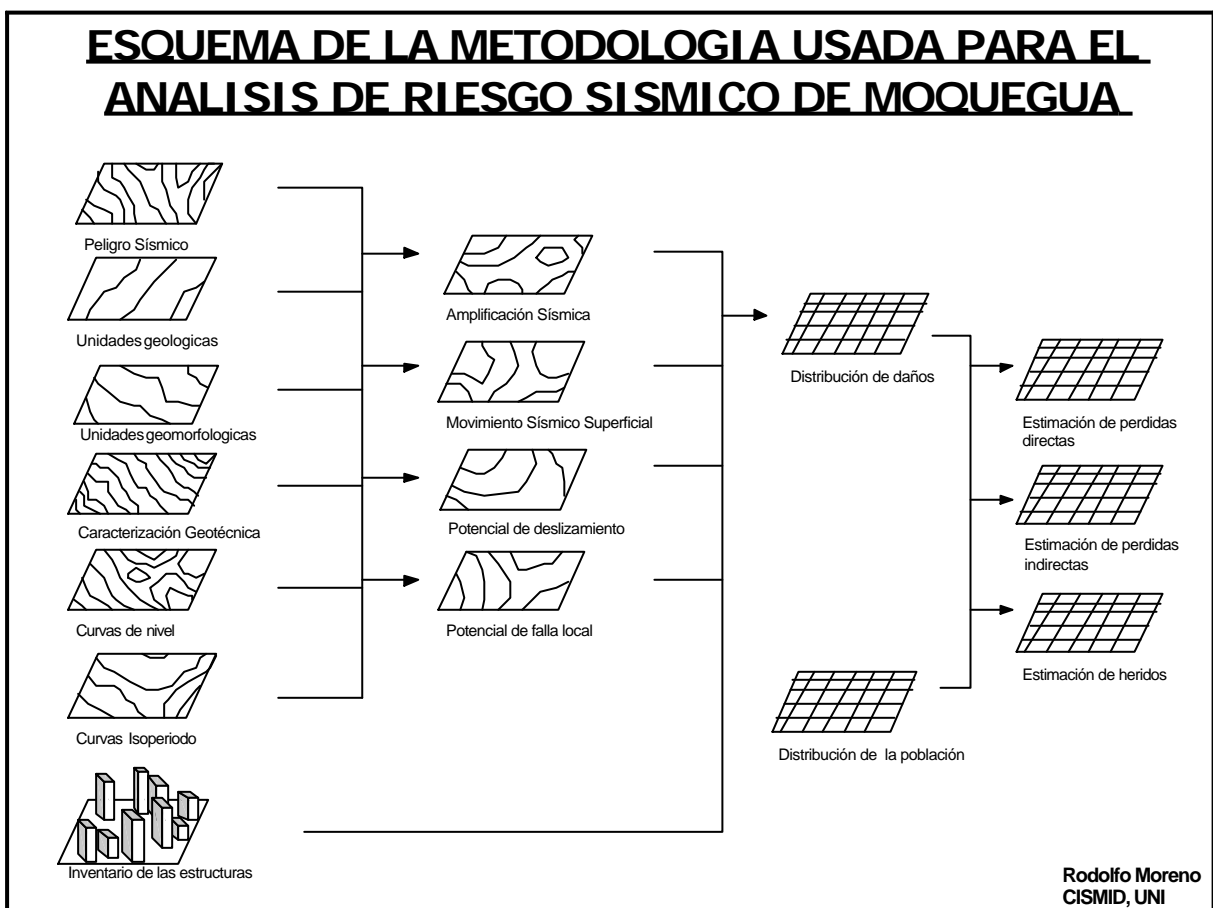 ESQUEMA DE LA METODOLOGIA USADA PARA EL
ANALISIS DE RIESGO SISMICO DE MOQUEGUA
Peligro Sísmico
Unidades geologicas
Unidades geomorfologicas
Caracterización Geotécnica
Curvas de nivel
Curvas Isoperiodo
Inventario de las estructuras
Amplificación Sísmica
Movimiento Sísmico Superficial
Potencial de deslizamiento
Potencial de falla local
Distribución de daños
Distribución de la población
Estimación de perdidas
directas
Estimación de perdidas
indirectas
Estimación de heridos
Rodolfo Moreno
CISMID, UNI